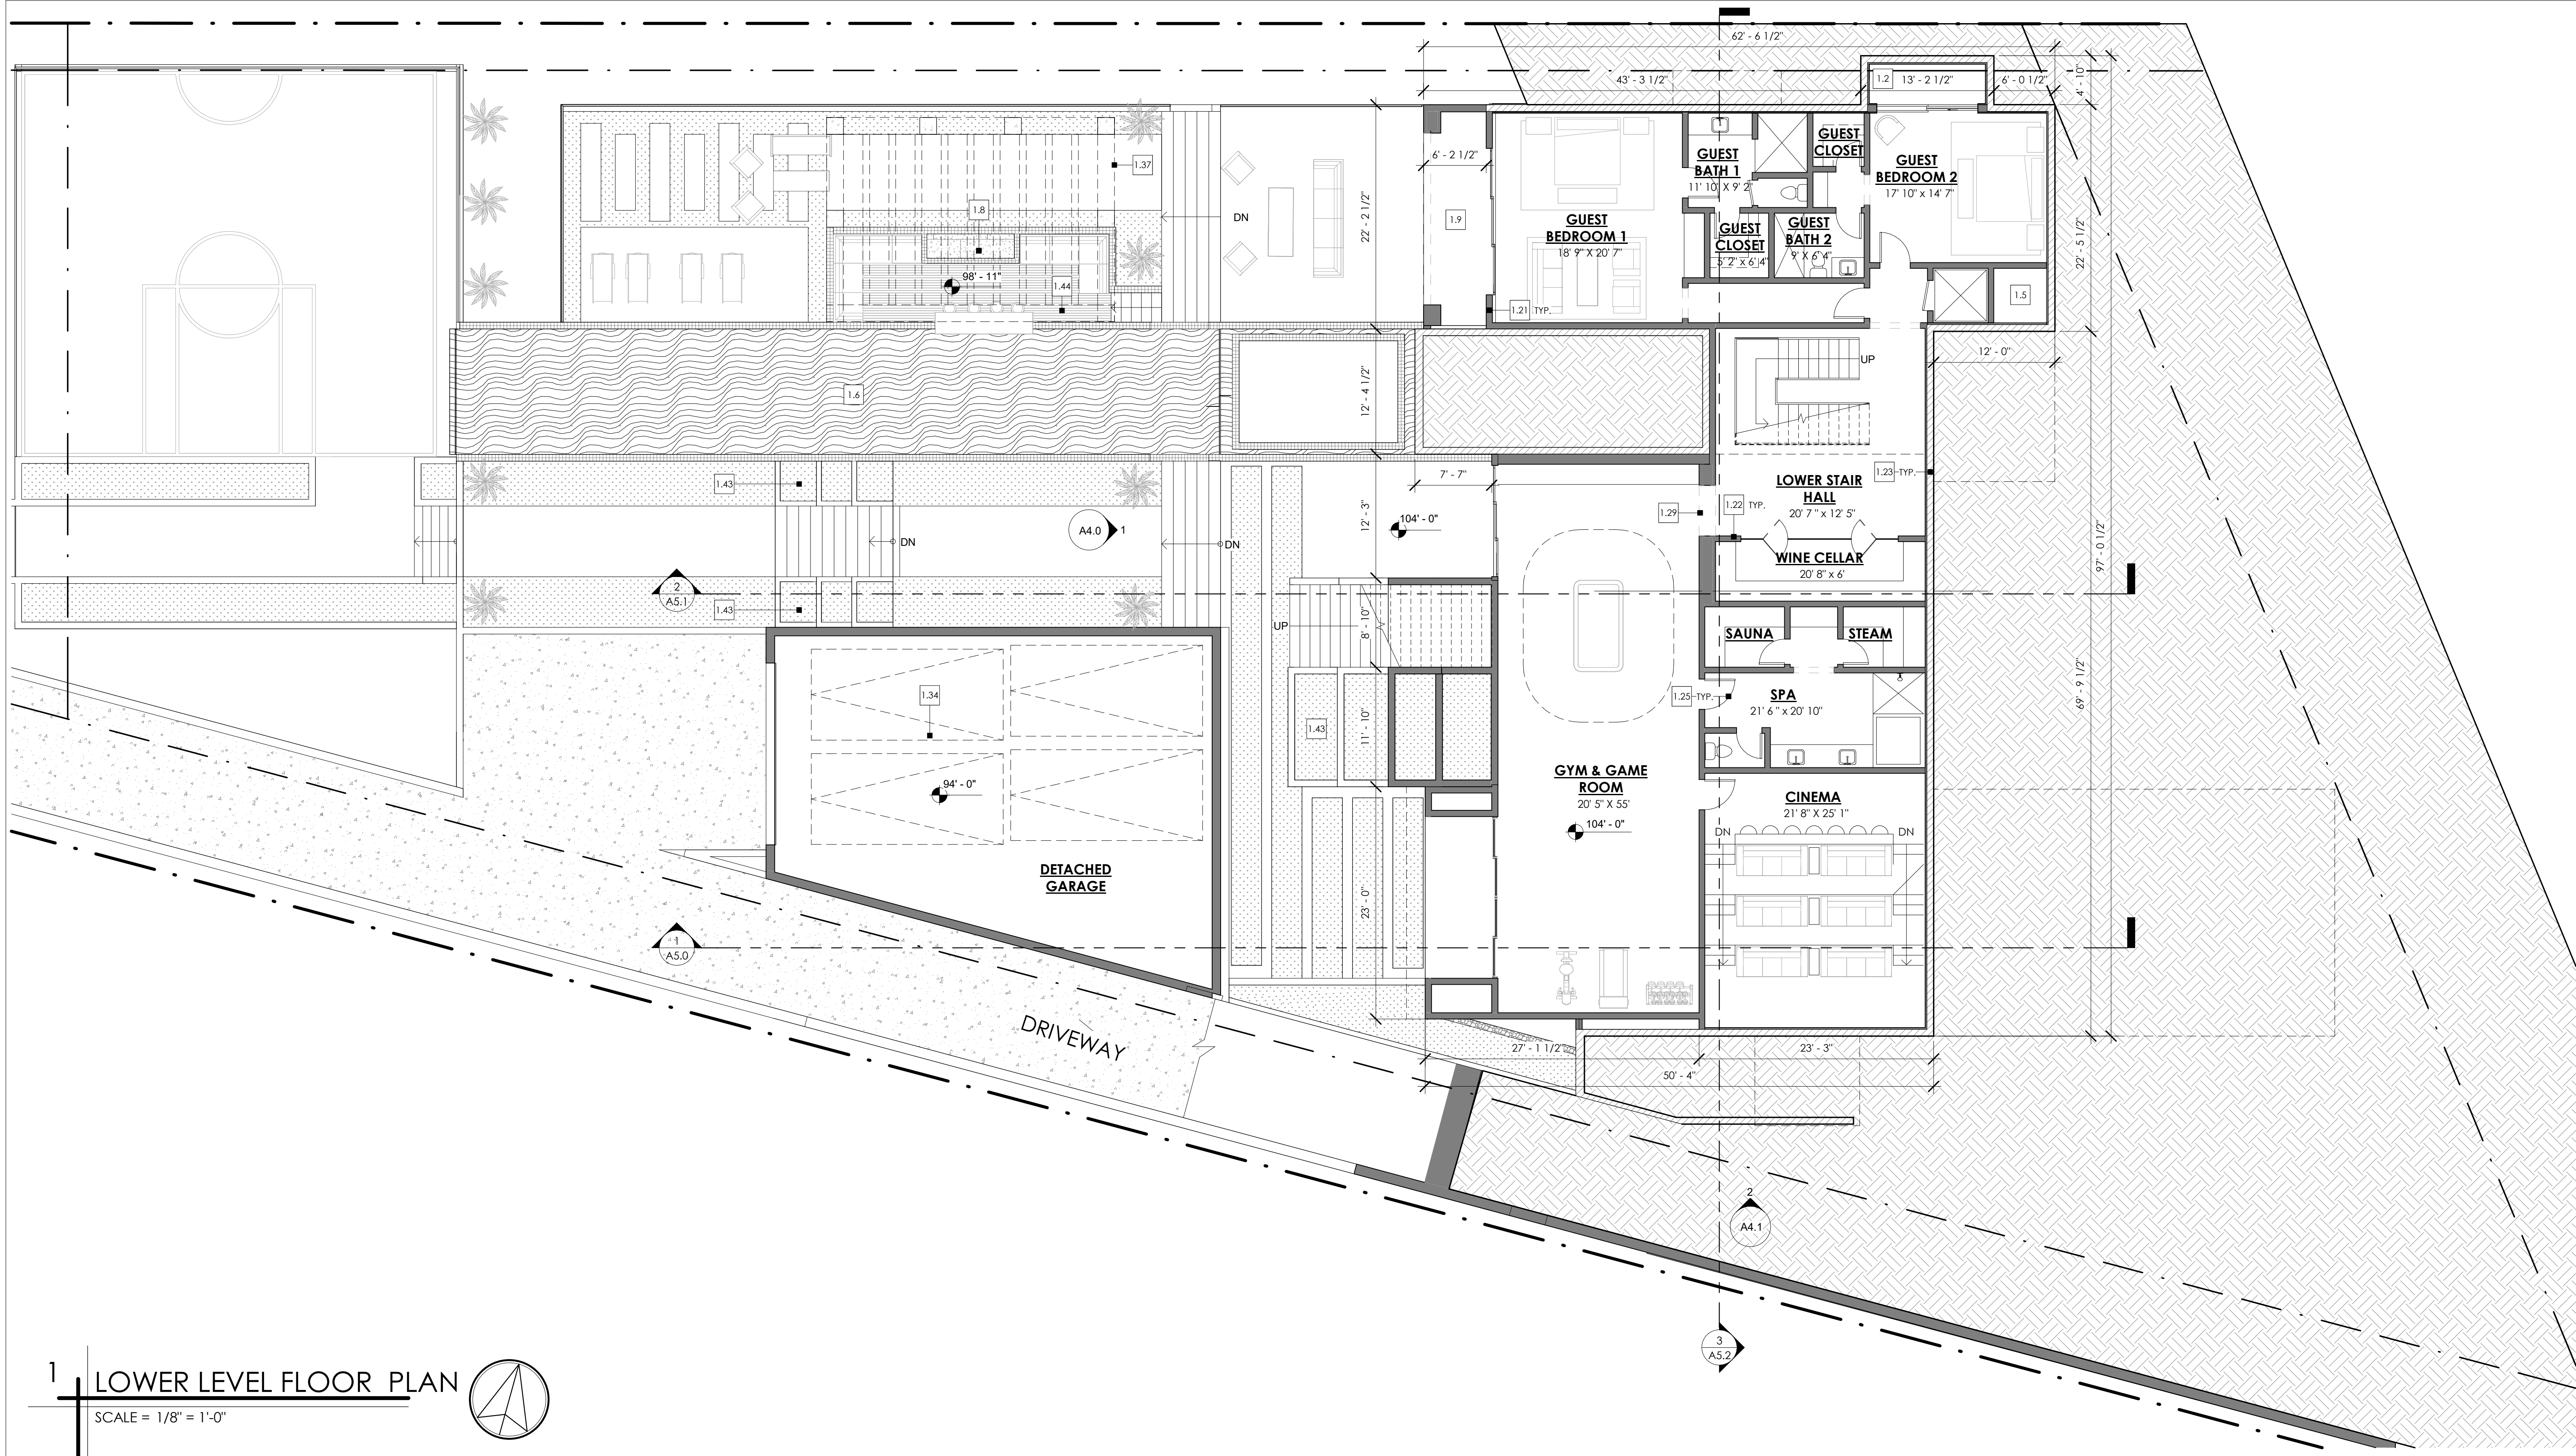 62' - 6 1/2"
43' - 3 1/2"
1.2
13' - 2 1/2"
6' - 0 1/2"
4' - 10"
GUEST
CLOSET
GUEST
BATH 1
11' 10" X 9' 2"
GUEST
BEDROOM 2
17' 10" x 14' 7"
6' - 2 1/2"
1.37
1.8
1.9
DN
22' - 2 1/2"
GUEST
BEDROOM 1
18' 9" X 20' 7"
GUEST
CLOSET
5' 2" x 6' 4"
GUEST
BATH 2
9' X 6' 4"
22' - 5 1/2"
98' - 11"
1.44
1.21 TYP.
1.5
12' - 0"
UP
1.6
12' - 4 1/2"
7' - 7"
1.23 TYP.
LOWER STAIR
HALL
20' 7 " x 12' 5"
1.43
1.22 TYP.
1.29
A4.0
1
104' - 0"
12' - 3"
DN
DN
97' - 0 1/2"
WINE CELLAR
20' 8" x 6'
2
A5.1
1.43
UP
8' - 10"
SAUNA
STEAM
1.34
1.25 TYP.
SPA
21' 6 " x 20' 10"
69' - 9 1/2"
1.43
11' - 10"
94' - 0"
GYM & GAME
ROOM
20' 5" X 55'
104' - 0"
CINEMA
21' 8" X 25' 1"
DN
DN
DETACHED
GARAGE
23' - 0"
1
A5.0
DRIVEWAY
27' - 1 1/2"
23' - 3"
50' - 4"
2
A4.1
3
A5.2
1
LOWER LEVEL FLOOR PLAN
SCALE = 1/8" = 1'-0"